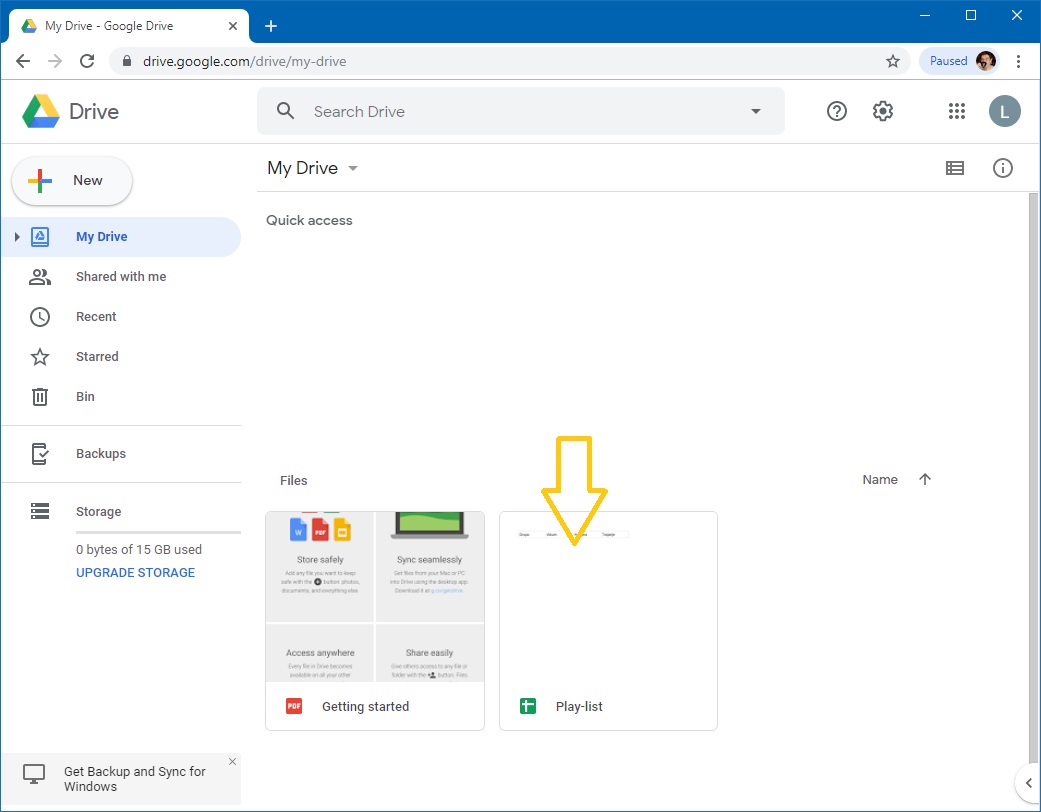 My Drive - Google Drive
drive.google.com/drive/my-drive
Paused
Drive
Search Drive
L
New
My Drive
My Drive
Shared with me
Recent
Starred
Bin
Backups
Storage
0 bytes of 15 GB used
UPGRADE STORAGE
Get Backup and Sync for
Windows
Quick access
Files
Name
W
PDF
Store safely
Add any file you want to keep
safe with the button: photos,
documents, and everything else
Sync seamlessly
Get files from your Mac or PC
into Drive using the desktop app.
Download it at g.co/getdrive.
Access anywhere
Every file in Drive becomes
available on all your other
Share easily
Give others access to any file or
folder with the button. Files
PDF
Getting started
Album
Play-list